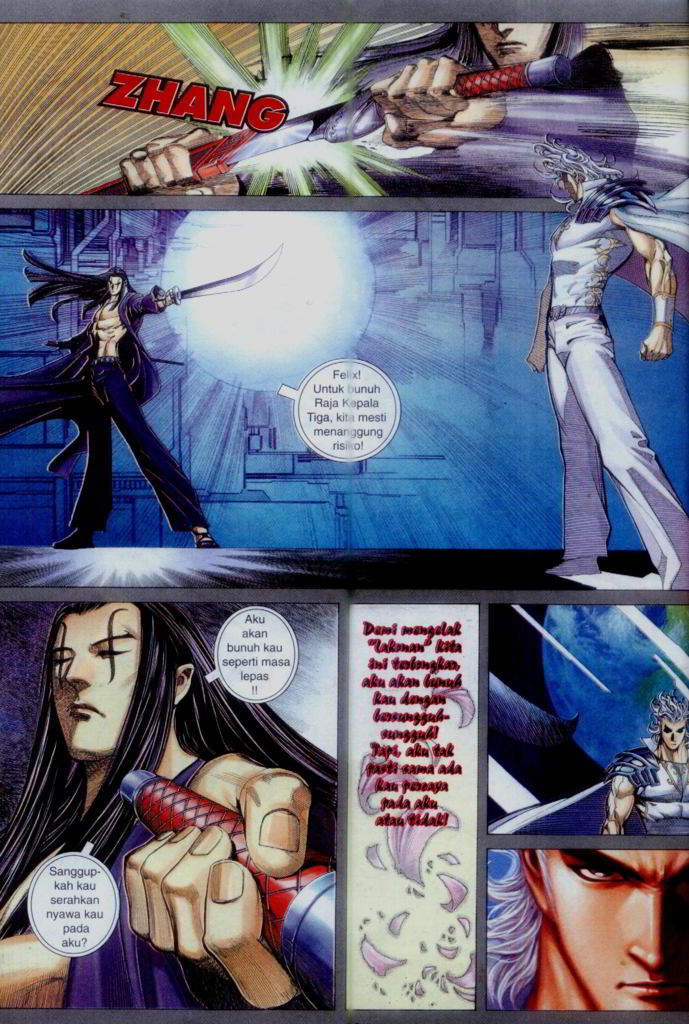 ZHANG
Felix!
Untuk bunuh
Raja Kepala
Tiga, kita mesti
menanggung
risiko!
Aku
akan
bunuh kau
seperti masa
lepas
!!
Sanggup-
kah kau
serahkan
nyawa kau
pada
aku?
Demi mengelak
"lakonan" kita
ini terbongkar,
aku akan bunuh
kau dengan
bersungguh-
sungguh!
Tapi, aku tak
pasti sama ada
kau percaya
pada aku
atau tidak!